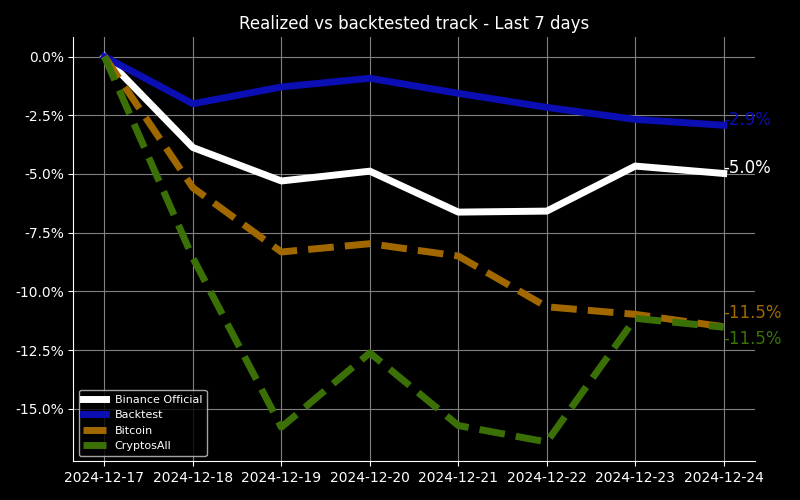 Realized vs backtested track - Last 7 days
0.0%
-2.5%
-5.0%
-7.5%
-10.0%
-12.5%
-15.0%
-2.9%
-5.0%
-11.5%
-11.5%
Binance Official
Backtest
Bitcoin
CryptosAll
2024-12-17 2024-12-18 2024-12-19 2024-12-20 2024-12-21 2024-12-22 2024-12-23 2024-12-24